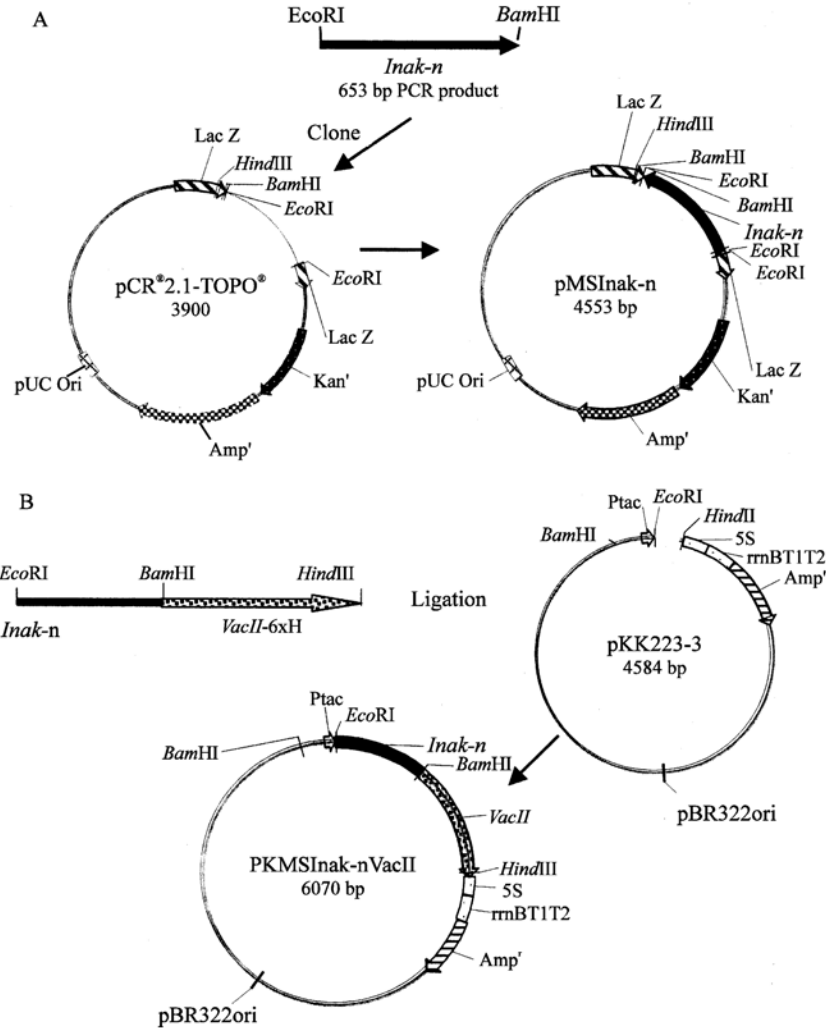 A
EcoRI
BamHI
Inak-n
653 bp PCR product
Clone
Lac Z
HindIII
BamHI
EcoRI
pCR®2.1-TOPO®
3900
EcoRI
Lac Z
Kan'
Amp'
pUC Ori
Lac Z
HindIII
BamHI
EcoRI
BamHI
Inak-n
EcoRI
EcoRI
pMSInak-n
4553 bp
Lac Z
Kan'
Amp'
pUC Ori
B
EcoRI
BamHI
HindIII
Inak-n
VacII-6xH
Ligation
Ptac
EcoRI
HindII
5S
rrnBT1T2
Amp'
BamHI
pKK223-3
4584 bp
pBR322ori
Ptac
EcoRI
Inak-n
BamHI
BamHI
VacII
PKMSInak-nVacII
6070 bp
HindIII
5S
rrnBT1T2
Amp'
pBR322ori